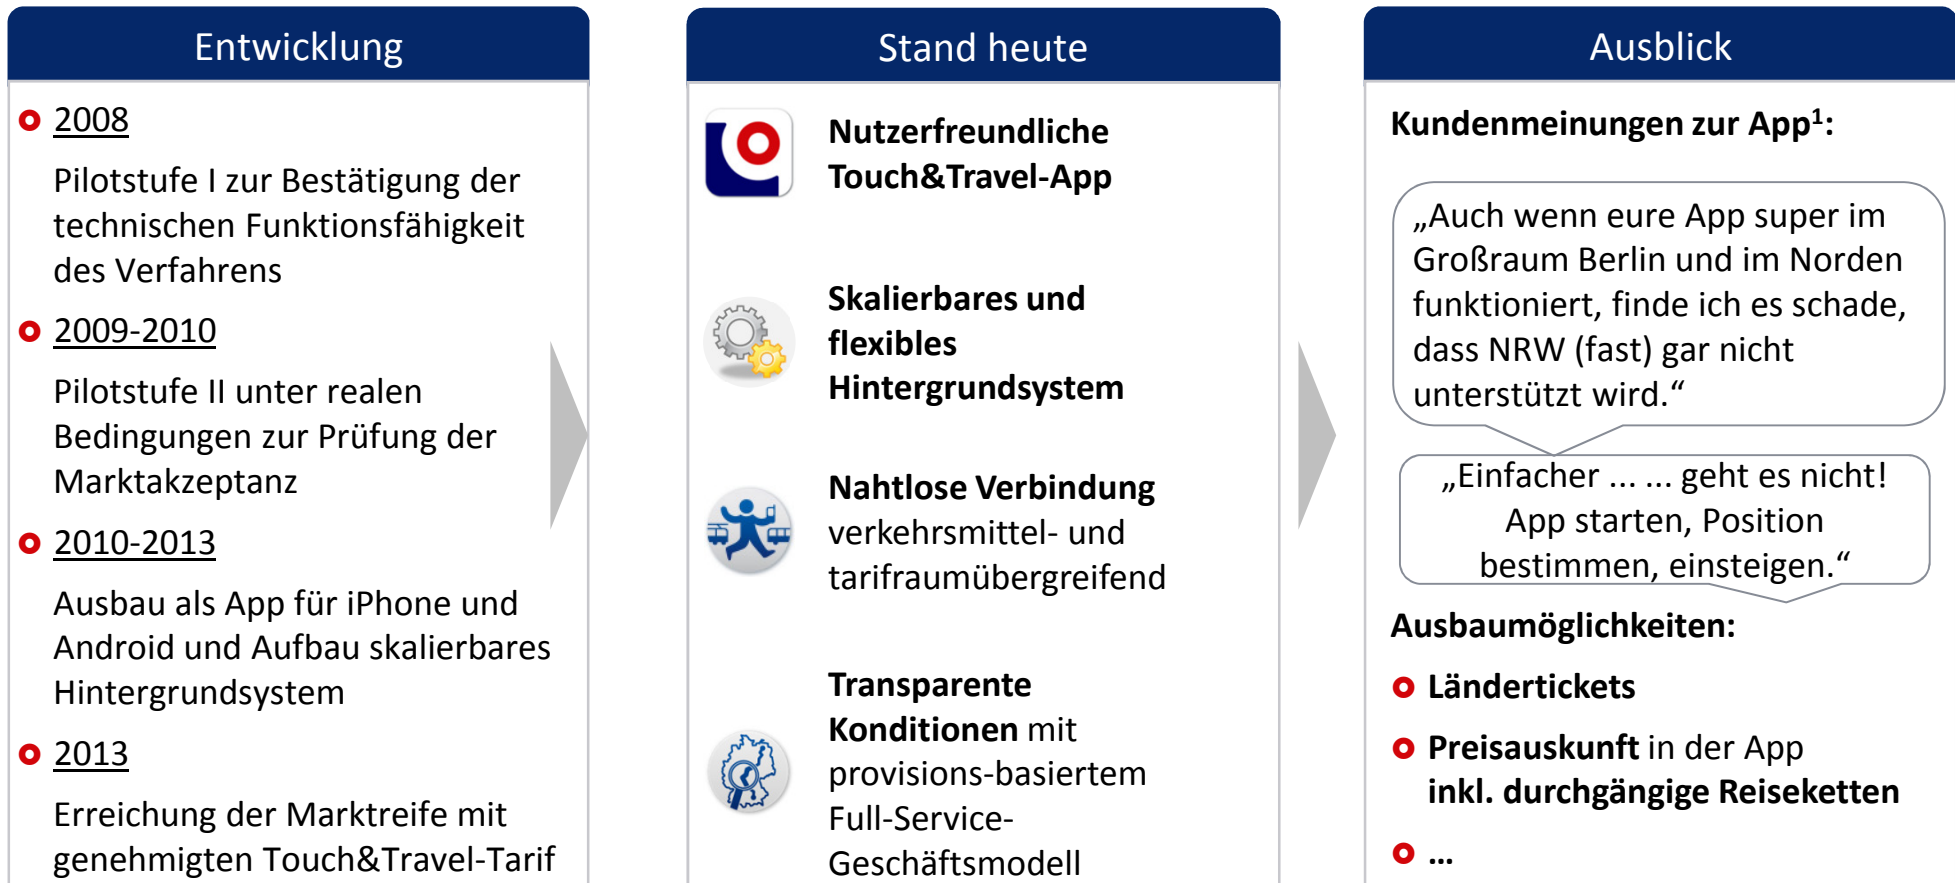 Entwicklung
2008
Pilotstufe I zur Bestätigung der
technischen Funktionsfähigkeit
des Verfahrens
2009-2010
Pilotstufe II unter realen
Bedingungen zur Prüfung der
Marktakzeptanz
2010-2013
Ausbau als App für iPhone und
Android und Aufbau skalierbares
Hintergrundsystem
2013
Erreichung der Marktreife mit
genehmigten Touch&Travel-Tarif
Stand heute
Nutzerfreundliche
Touch&Travel-App
Skalierbares und
flexibles
Hintergrundsystem
Nahtlose Verbindung
verkehrsmittel- und
tarifraumübergreifend
Transparente
Konditionen mit
provisions-basiertem
Full-Service-
Geschäftsmodell
Ausblick
Kundenmeinungen zur App¹:
„Auch wenn eure App super im
Großraum Berlin und im Norden
funktioniert, finde ich es schade,
dass NRW (fast) gar nicht
unterstützt wird.“
„Einfacher ... ... geht es nicht!
App starten, Position
bestimmen, einsteigen.“
Ausbaumöglichkeiten:
Ländertickets
Preisauskunft in der App
inkl. durchgängige Reiseketten
...